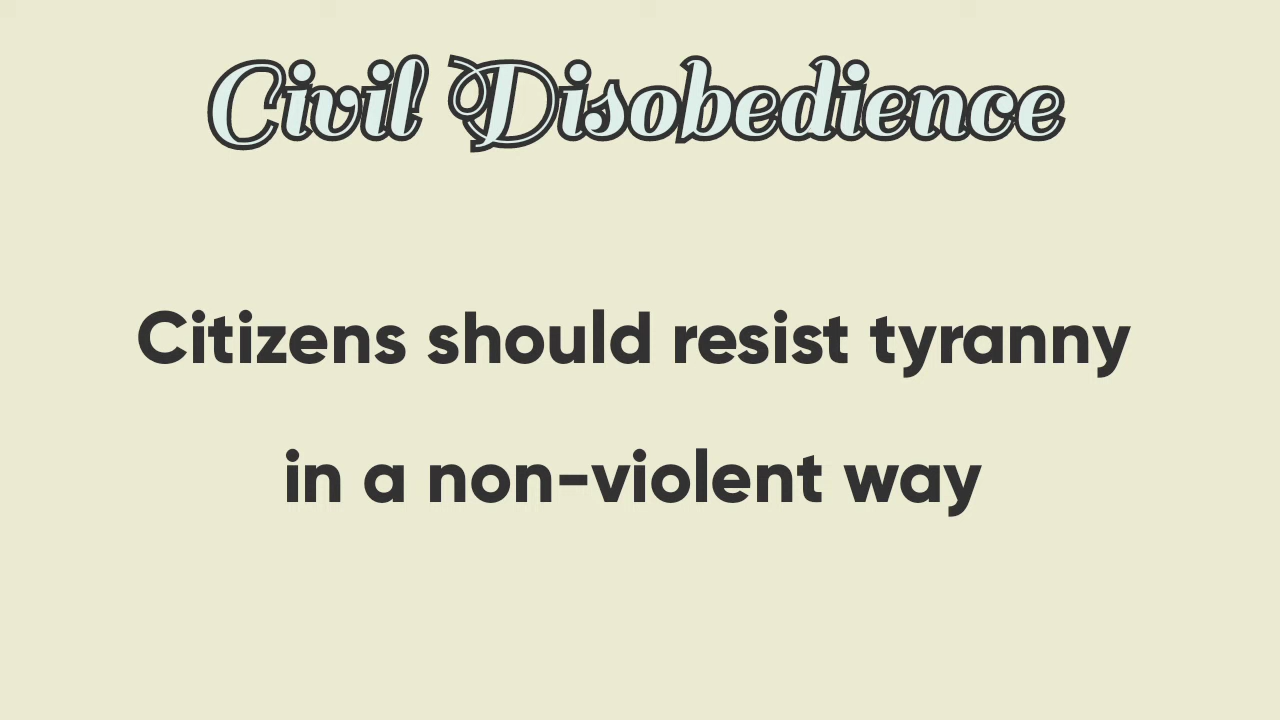 Civil Disobedience
Citizens should resist tyranny
in a non-violent way